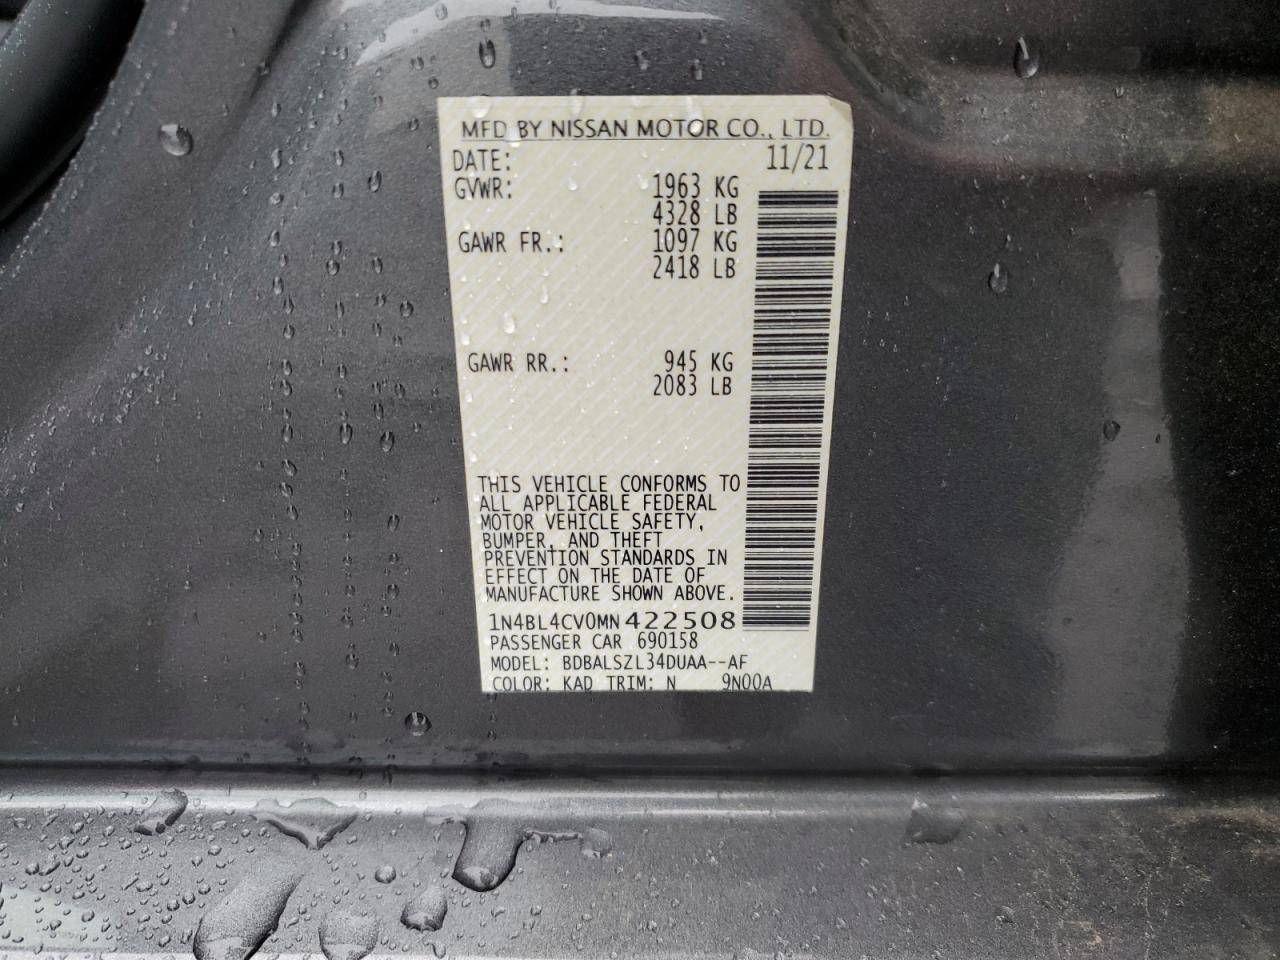 MFD BY NISSAN MOTOR CO., LTD.
DATE: 11/21
GVWR: 1963 KG
4328 LB
GAWR FR.: 1097 KG
2418 LB
GAWR RR.: 945 KG
2083 LB
THIS VEHICLE CONFORMS TO
ALL APPLICABLE FEDERAL
MOTOR VEHICLE SAFETY,
BUMPER, AND THEFT
PREVENTION STANDARDS IN
EFFECT ON THE DATE OF
MANUFACTURE SHOWN ABOVE.
1N4BL4CV0MN422508
PASSENGER CAR 690158
MODEL: BDBALSZL34DUAA--AF
COLOR: KAD TRIM: N 9N00A